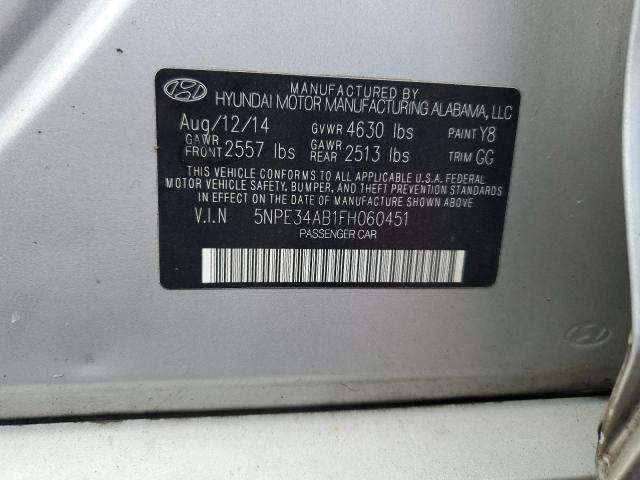 MANUFACTURED BY
HYUNDAI MOTOR MANUFACTURING ALABAMA, LLC
Aug/12/14 GVWR 4630 lbs PAINT Y8
GAWR FRONT 2557 lbs GAWR REAR 2513 lbs TRIM GG
THIS VEHICLE CONFORMS TO ALL APPLICABLE U.S.A. FEDERAL
MOTOR VEHICLE SAFETY, BUMPER, AND THEFT PREVENTION STANDARDS
IN EFFECT ON THE DATE OF MANUFACTURE SHOWN ABOVE.
V.I.N 5NPE34AB1FH060451
PASSENGER CAR